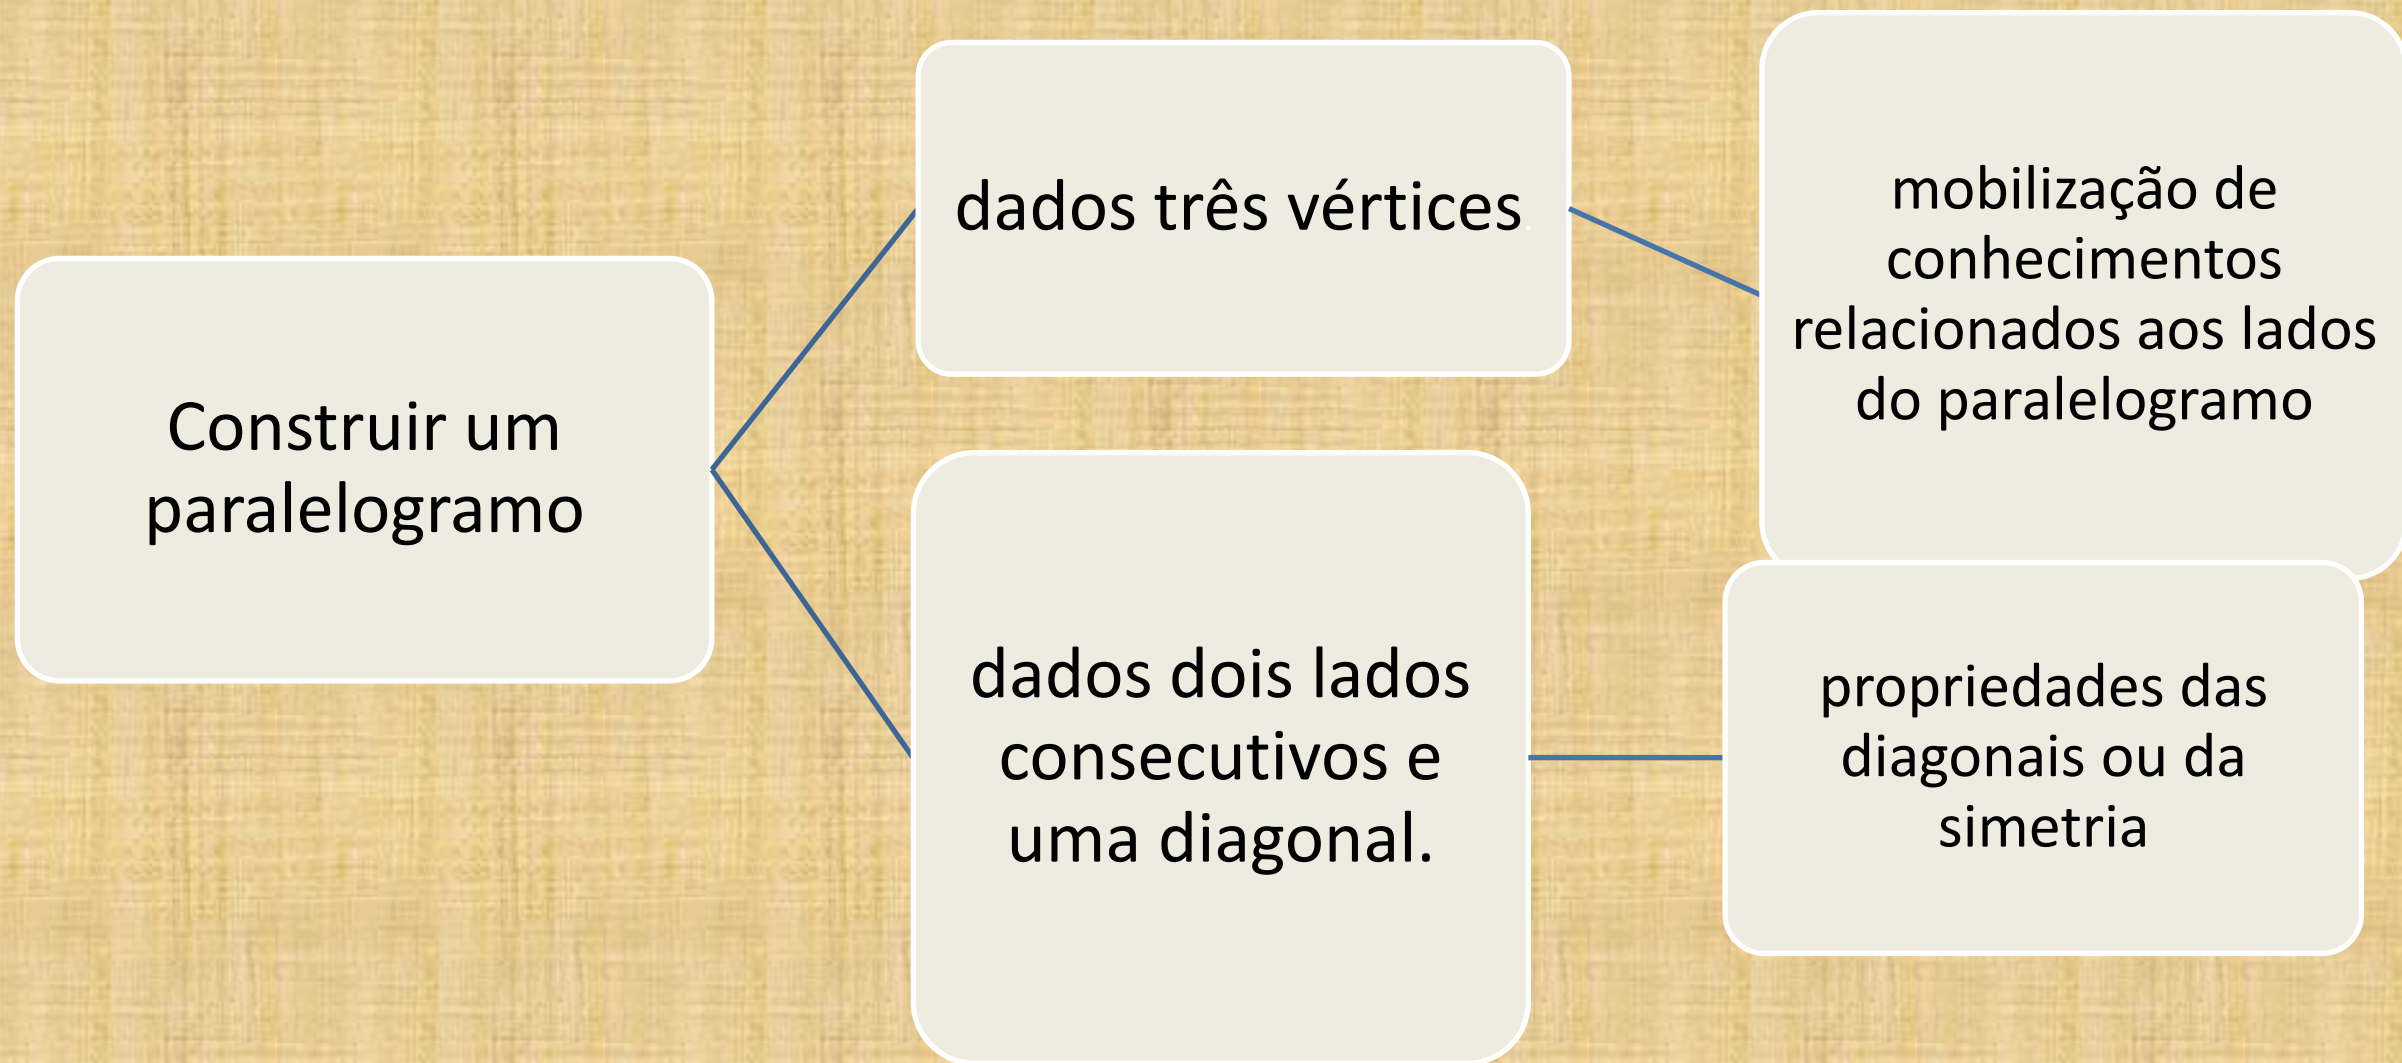 Construir um
paralelogramo
dados três vértices.
mobilização de
conhecimentos
relacionados aos lados
do paralelogramo
dados dois lados
consecutivos e
uma diagonal.
propriedades das
diagonais ou da
simetria